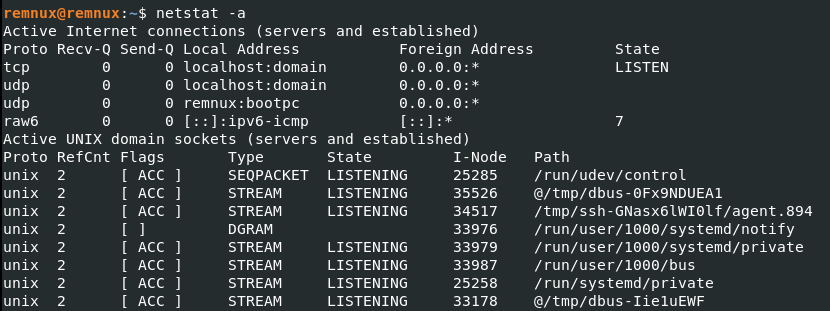 remnux@remnux:~$ netstat -a
Active Internet connections (servers and established)
Proto Recv-Q Send-Q Local Address           Foreign Address         State
tcp        0      0 localhost:domain        0.0.0.0:*               LISTEN
udp        0      0 localhost:domain        0.0.0.0:*
udp        0      0 remnux:bootpc           0.0.0.0:*
raw6       0      0 [::]:ipv6-icmp          [::]:*                  7
Active UNIX domain sockets (servers and established)
Proto RefCnt Flags       Type       State         I-Node   Path
unix  2      [ ACC ]     SEQPACKET  LISTENING     25285    /run/udev/control
unix  2      [ ACC ]     STREAM     LISTENING     35526    @/tmp/dbus-0Fx9NDUEA1
unix  2      [ ACC ]     STREAM     LISTENING     34517    /tmp/ssh-GNasx6lWI0lf/agent.894
unix  2      [ ]         DGRAM                    33976    /run/user/1000/systemd/notify
unix  2      [ ACC ]     STREAM     LISTENING     33979    /run/user/1000/systemd/private
unix  2      [ ACC ]     STREAM     LISTENING     33987    /run/user/1000/bus
unix  2      [ ACC ]     STREAM     LISTENING     25258    /run/systemd/private
unix  2      [ ACC ]     STREAM     LISTENING     33178    @/tmp/dbus-Iie1uEWF